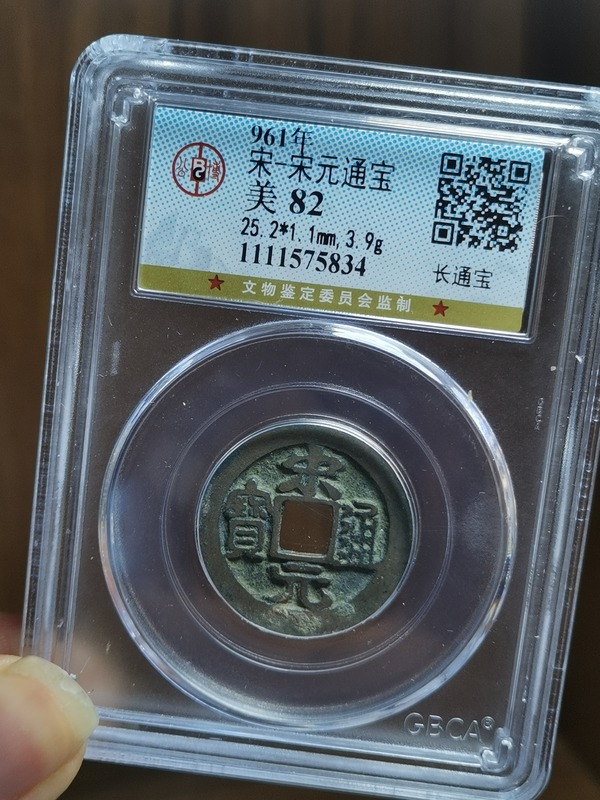 961年
宋-宋元通宝
美 82
25.2*1.1mm,3.9g
1111575834
长通宝
★ 文物鉴定委员会监制 ★
宋
寶 通
元
GBCA®